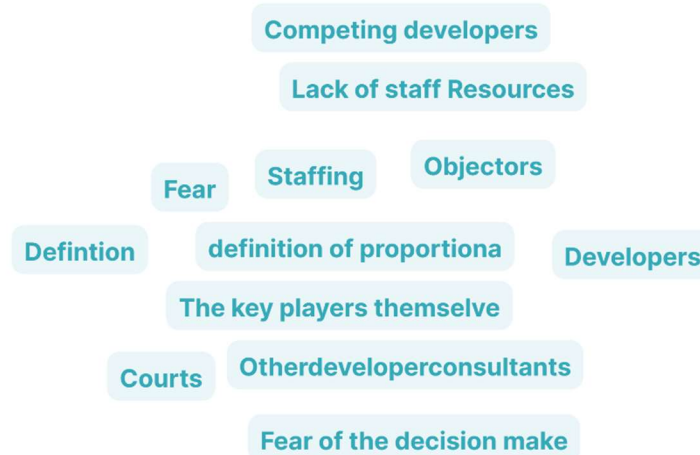 Competing developers
Lack of staff Resources
Objectors
Staffing
Fear
definition of proportiona
Defintion
Developers
The key players themselve
Otherdeveloperconsultants
Courts
Fear of the decision make